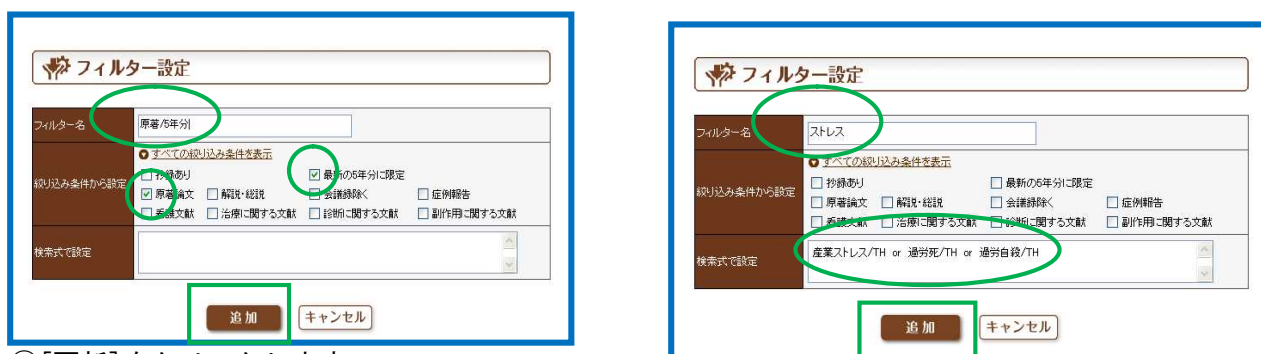 フィルター設定
フィルター名
原著/5年分
絞り込み条件から設定
すべての絞り込み条件を表示
抄録あり 最新の5年分に限定
原著論文 解説・総説 会議録除く 症例報告
看護文献 治療に関する文献 診断に関する文献 副作用に関する文献
検索式で設定
追加 キャンセル
フィルター設定
フィルター名
ストレス
絞り込み条件から設定
すべての絞り込み条件を表示
抄録あり 最新の5年分に限定
原著論文 解説・総説 会議録除く 症例報告
看護文献 治療に関する文献 診断に関する文献 副作用に関する文献
検索式で設定
産業ストレス/TH or 過労死/TH or 過労自殺/TH
追加 キャンセル